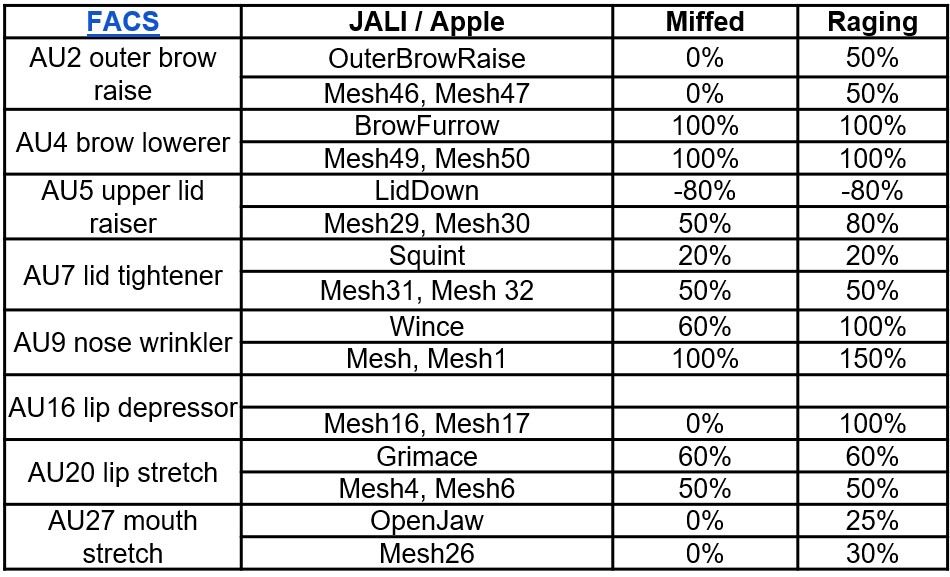 FACS JALI / Apple Miffed Raging
AU2 outer brow raise
OuterBrowRaise 0% 50%
Mesh46, Mesh47 0% 50%
AU4 brow lowerer
BrowFurrow 100% 100%
Mesh49, Mesh50 100% 100%
AU5 upper lid raiser
LidDown -80% -80%
Mesh29, Mesh30 50% 80%
AU7 lid tightener
Squint 20% 20%
Mesh31, Mesh 32 50% 50%
AU9 nose wrinkler
Wince 60% 100%
Mesh, Mesh1 100% 150%
AU16 lip depressor
Mesh16, Mesh17 0% 100%
AU20 lip stretch
Grimace 60% 60%
Mesh4, Mesh6 50% 50%
AU27 mouth stretch
OpenJaw 0% 25%
Mesh26 0% 30%